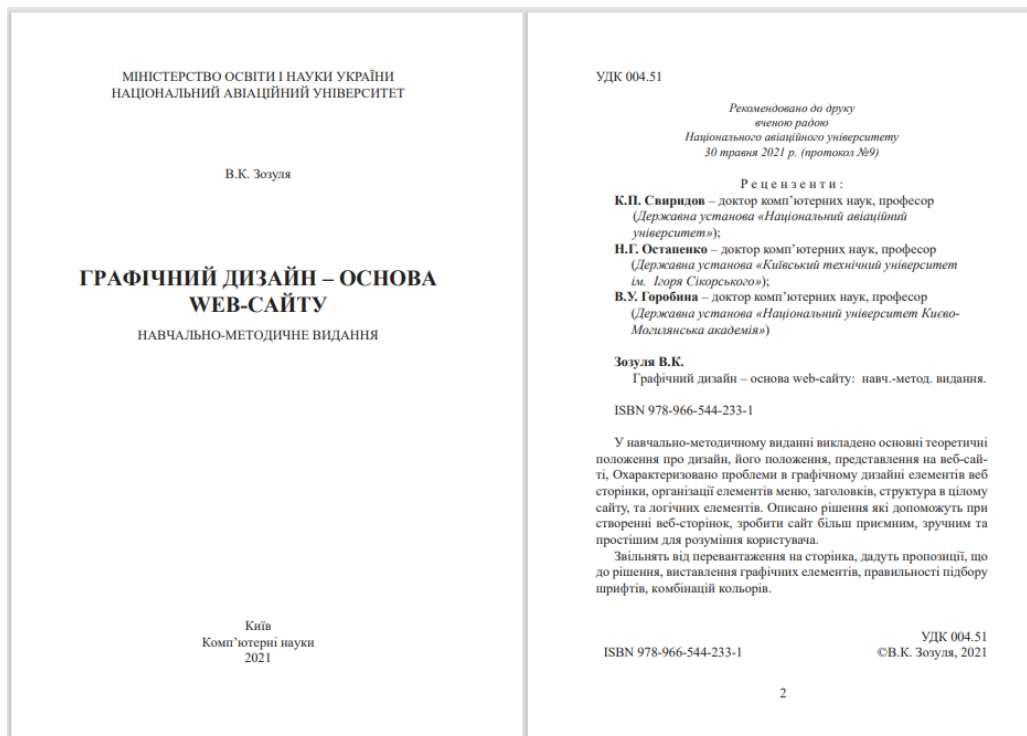 МІНІСТЕРСТВО ОСВІТИ І НАУКИ УКРАЇНИ
НАЦІОНАЛЬНИЙ АВІАЦІЙНИЙ УНІВЕРСИТЕТ
В.К. Зозуля
ГРАФІЧНИЙ ДИЗАЙН – ОСНОВА
WEB-САЙТУ
НАВЧАЛЬНО-МЕТОДИЧНЕ ВИДАННЯ
Київ
Комп’ютерні науки
2021
УДК 004.51
Рекомендовано до друку
вченою радою
Національного авіаційного університету
30 травня 2021 р. (протокол №9)
Рецензенти:
К.П. Свиридов – доктор комп’ютерних наук, професор
(Державна установа «Національний авіаційний
університет»);
Н.Г. Остапенко – доктор комп’ютерних наук, професор
(Державна установа «Київський технічний університет
ім. Ігоря Сікорського»);
В.У. Горобина – доктор комп’ютерних наук, професор
(Державна установа «Національний університет Києво-
Могилянська академія»)
Зозуля В.К.
Графічний дизайн – основа web-сайту: навч.-метод. видання.
ISBN 978-966-544-233-1
У навчально-методичному виданні викладено основні теоретичні
положення про дизайн, його положення, представлення на веб-сай-
ті, Охарактеризовано проблеми в графічному дизайні елементів веб
сторінки, організації елементів меню, заголовків, структура в цілому
сайту, та логічних елементів. Описано рішення які допоможуть при
створенні веб-сторінок, зробити сайт більш приємним, зручним та
простішим для розуміння користувача.
Звільнять від перевантаження на сторінка, дадуть пропозиції, що
до рішення, виставлення графічних елементів, правильності підбору
шрифтів, комбінацій кольорів.
УДК 004.51
ISBN 978-966-544-233-1 ©В.К. Зозуля, 2021
2